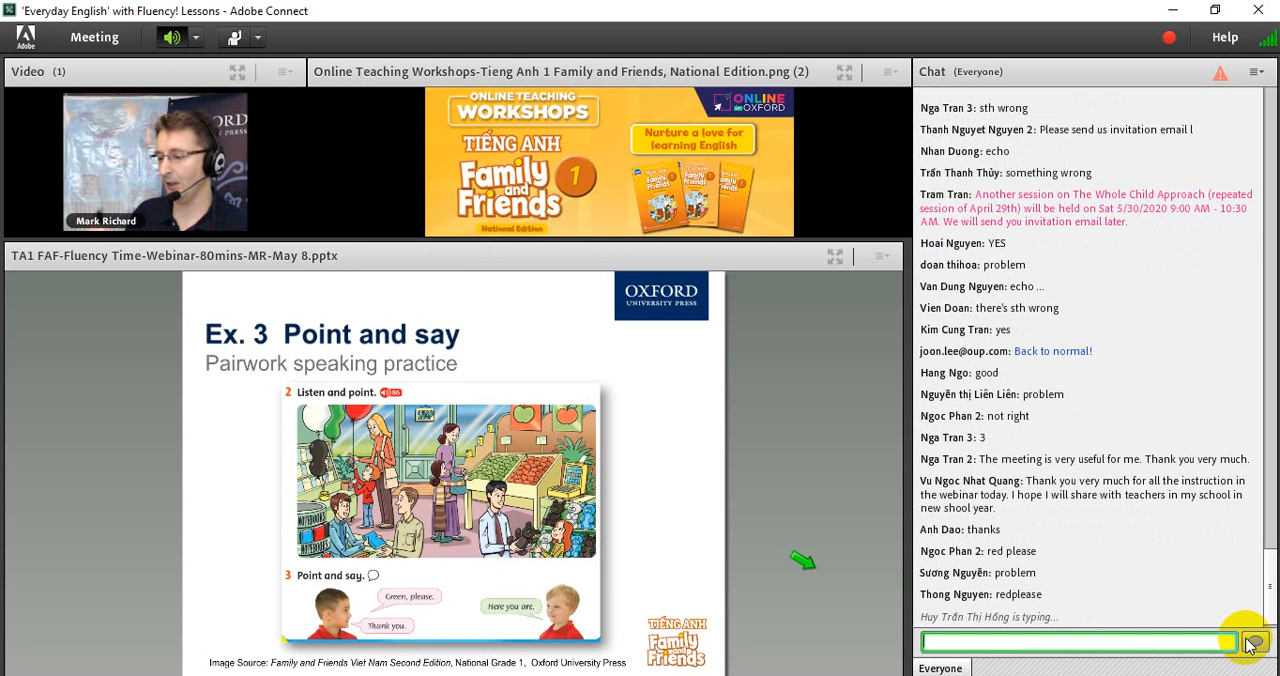 'Everyday English' with Fluency! Lessons - Adobe Connect
Adobe
Meeting
Help
Video (1)
Mark Richard
Online Teaching Workshops-Tieng Anh 1 Family and Friends, National Edition.png (2)
ONLINE TEACHING
WORKSHOPS
TIẾNG ANH
Family
and
Friends
1
National Edition
ONLINE
OXFORD
Nurture a love for
learning English
TA1 FAF-Fluency Time-Webinar-80mins-MR-May 8.pptx
OXFORD
UNIVERSITY PRESS
Ex. 3 Point and say
Pairwork speaking practice
2 Listen and point. 86
NOTEBOOKS
3 Point and say.
Green, please.
Thank you.
Here you are.
TIẾNG ANH
Family
and
Friends
Image Source: Family and Friends Viet Nam Second Edition, National Grade 1, Oxford University Press
Chat (Everyone)
Nga Tran 3: sth wrong
Thanh Nguyet Nguyen 2: Please send us invitation email l
Nhan Duong: echo
Trần Thanh Thủy: something wrong
Tram Tran: Another session on The Whole Child Approach (repeated
session of April 29th) will be held on Sat 5/30/2020 9:00 AM - 10:30
AM. We will send you invitation email later.
Hoai Nguyen: YES
doan thihoa: problem
Van Dung Nguyen: echo ...
Vien Doan: there's sth wrong
Kim Cung Tran: yes
joon.lee@oup.com: Back to normal!
Hang Ngo: good
Nguyễn thị Liên Liên: problem
Ngoc Phan 2: not right
Nga Tran 3: 3
Nga Tran 2: The meeting is very useful for me. Thank you very much.
Vu Ngoc Nhat Quang: Thank you very much for all the instruction in
the webinar today. I hope I will share with teachers in my school in
new shool year.
Anh Dao: thanks
Ngoc Phan 2: red please
Sương Nguyễn: problem
Thong Nguyen: redplease
Huy Trần Thị Hồng is typing...
Everyone